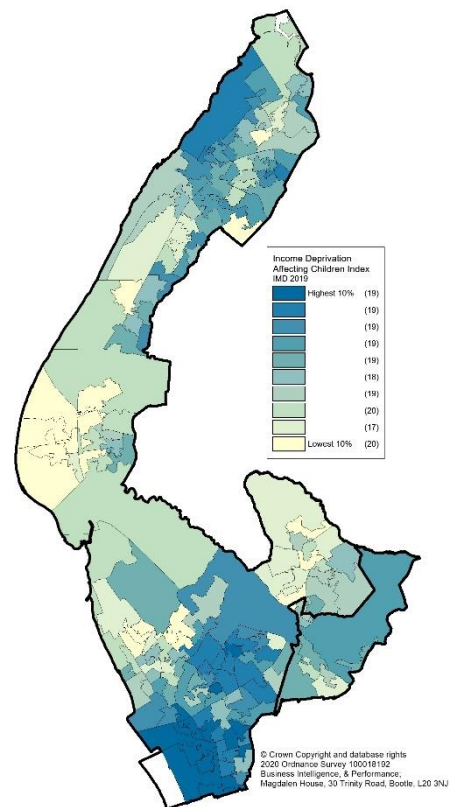 Income Deprivation
Affecting Children Index
IMD 2019
Highest 10% (19)
(19)
(19)
(19)
(19)
(18)
(19)
(20)
(17)
Lowest 10% (20)
© Crown Copyright and database rights
2020 Ordnance Survey 100018192
Business Intelligence, & Performance,
Magdalen House, 30 Trinity Road, Bootle, L20 3NJ